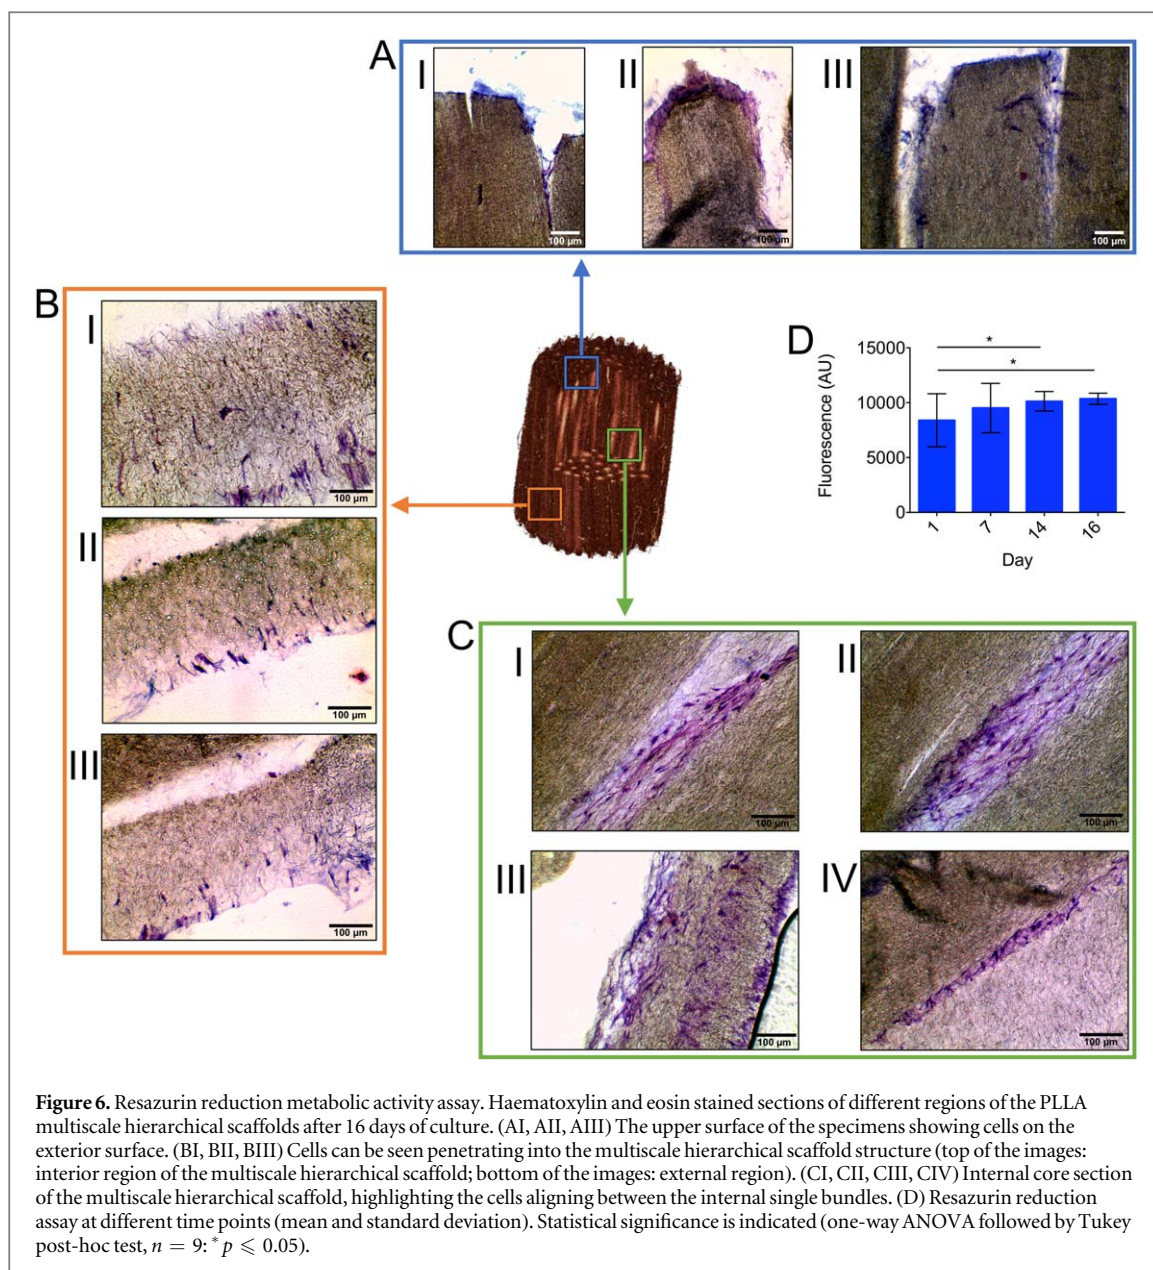 A
I
II
III
100 µm
100 µm
100 µm
B
I
100 µm
II
100 µm
III
100 µm
D
15000
10000
5000
0
*
*
Fluorescence (AU)
1
7
14
16
Day
C
I
II
100 µm
100 µm
III
IV
100 µm
100 µm
Figure 6. Resazurin reduction metabolic activity assay. Haematoxylin and eosin stained sections of different regions of the PLLA
multiscale hierarchical scaffolds after 16 days of culture. (AI, AII, AIII) The upper surface of the specimens showing cells on the
exterior surface. (BI, BII, BIII) Cells can be seen penetrating into the multiscale hierarchical scaffold structure (top of the images:
interior region of the multiscale hierarchical scaffold; bottom of the images: external region). (CI, CII, CIII, CIV) Internal core section
of the multiscale hierarchical scaffold, highlighting the cells aligning between the internal single bundles. (D) Resazurin reduction
assay at different time points (mean and standard deviation). Statistical significance is indicated (one-way ANOVA followed by Tukey
post-hoc test, n = 9: * p ⩽ 0.05).